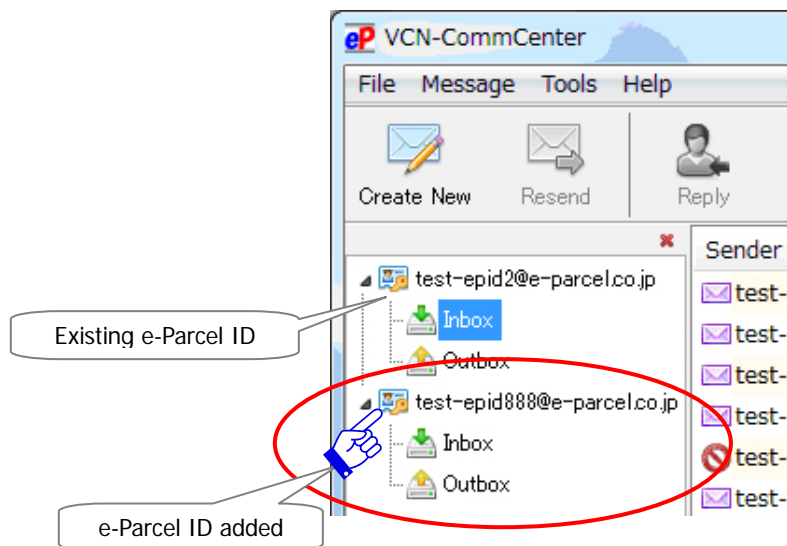 eP VCN-CommCenter
File Message Tools Help
Create New Resend Reply
Sender
test-epid2@e-parcel.co.jp
Inbox
Outbox
test-epid888@e-parcel.co.jp
Inbox
Outbox
test-
test-
test-
test-
test-
test-
Existing e-Parcel ID
e-Parcel ID added